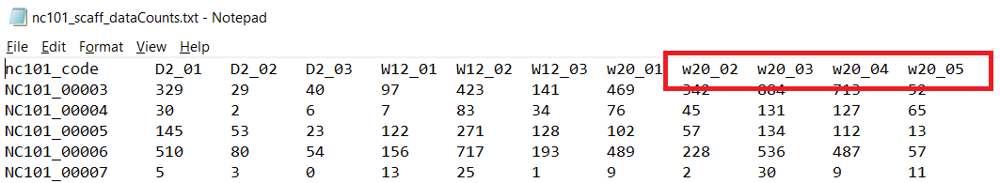 nc101_scaff_dataCounts.txt - Notepad
File Edit Format View Help
nc101_code D2_01 D2_02 D2_03 W12_01 W12_02 W12_03 w20_01 w20_02 w20_03 w20_04 w20_05
NC101_00003 329 29 40 97 423 141 469 342 884 713 52
NC101_00004 30 2 6 7 83 34 76 45 131 127 65
NC101_00005 145 53 23 122 271 128 102 57 134 112 13
NC101_00006 510 80 54 156 717 193 489 228 536 487 57
NC101_00007 5 3 0 13 25 1 9 2 30 9 11